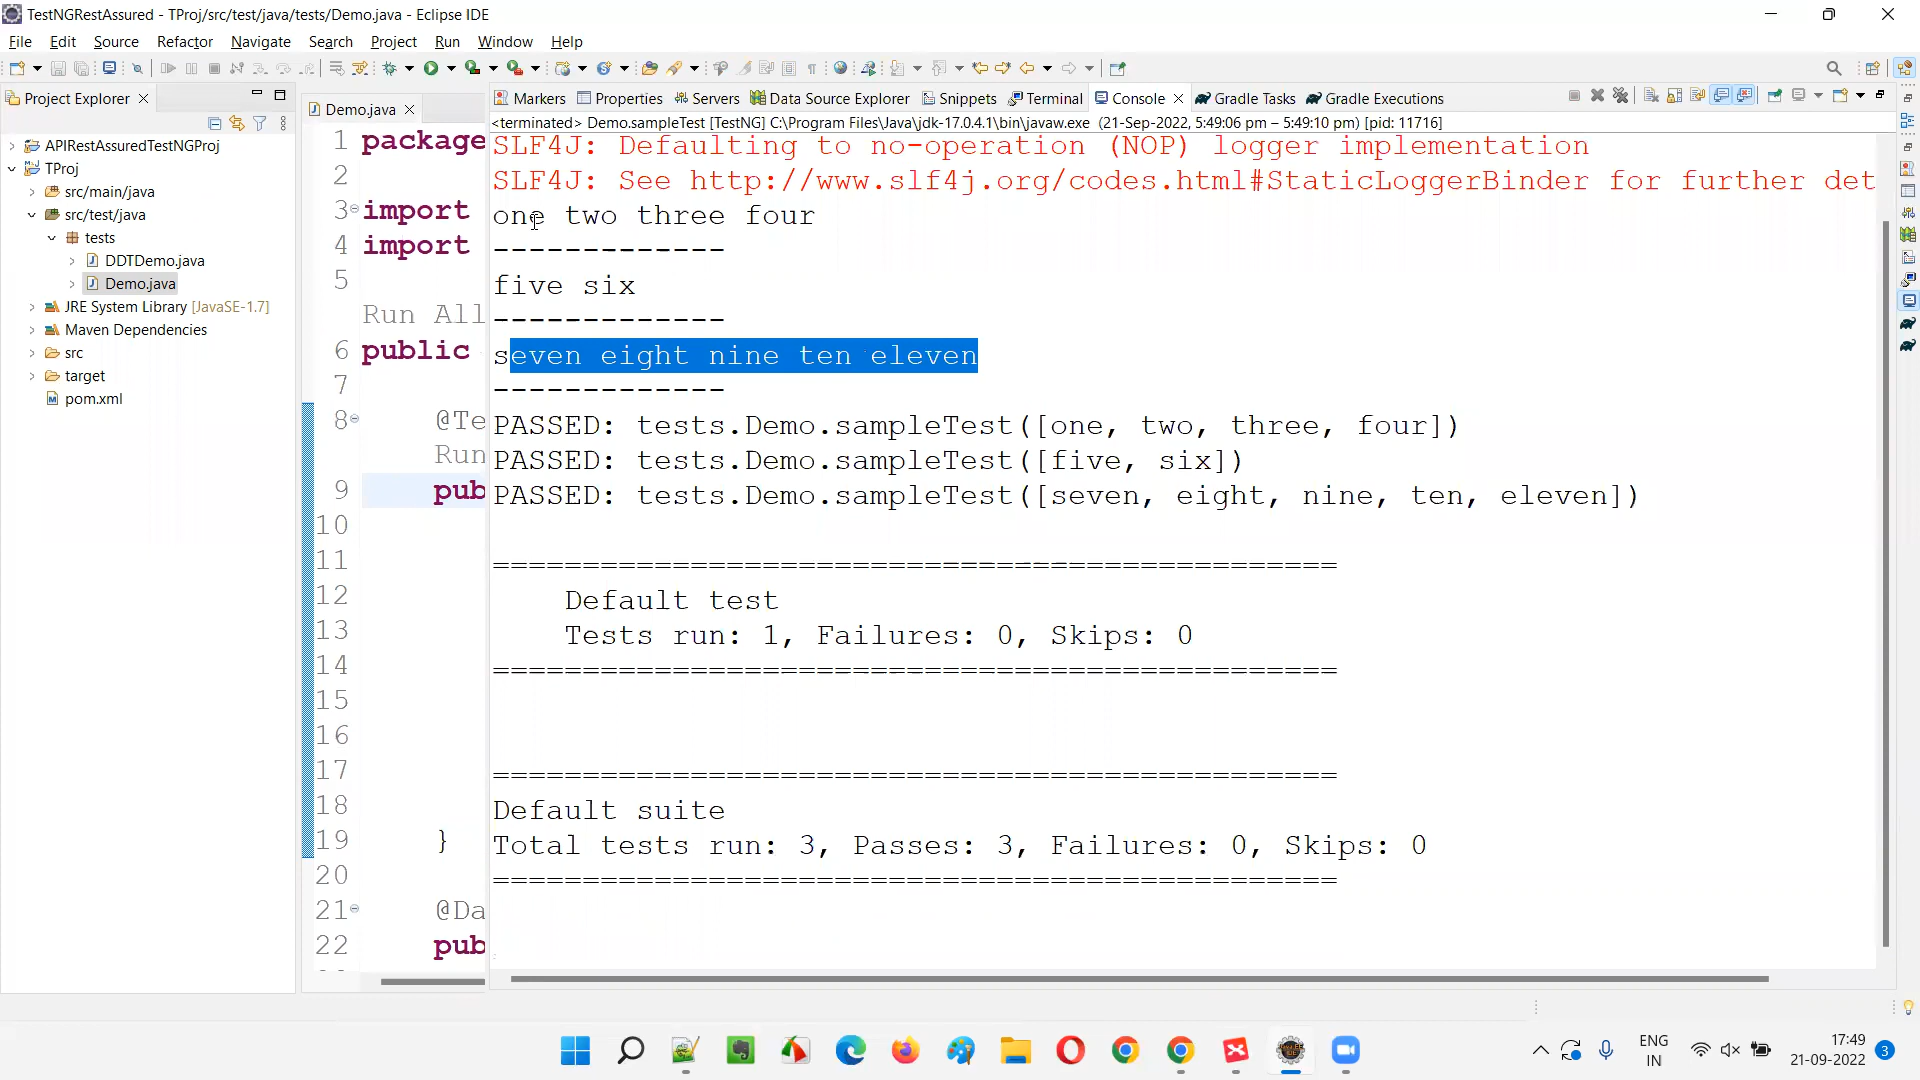 TestNGRestAssured - TProj/src/test/java/tests/Demo.java - Eclipse IDE
File Edit Source Refactor Navigate Search Project Run Window Help
Project Explorer
APIRestAssuredTestNGProj
TProj
src/main/java
src/test/java
tests
DDTDemo.java
Demo.java
JRE System Library [JavaSE-1.7]
Maven Dependencies
src
target
pom.xml
Demo.java
1 package
2
3 import
4 import
5
Run All
6 public
7
8 @Te
Run
9 pub
10
11
12
13
14
15
16
17
18
19 }
20
21 @Da
22 pub
Markers Properties Servers Data Source Explorer Snippets Terminal Console Gradle Tasks Gradle Executions
<terminated> Demo.sampleTest [TestNG] C:\Program Files\Java\jdk-17.0.4.1\bin\javaw.exe (21-Sep-2022, 5:49:06 pm – 5:49:10 pm) [pid: 11716]
SLF4J: Defaulting to no-operation (NOP) logger implementation
SLF4J: See http://www.slf4j.org/codes.html#StaticLoggerBinder for further det
one two three four
-------------
five six
-------------
seven eight nine ten eleven
-------------
PASSED: tests.Demo.sampleTest([one, two, three, four])
PASSED: tests.Demo.sampleTest([five, six])
PASSED: tests.Demo.sampleTest([seven, eight, nine, ten, eleven])
===============================================
Default test
Tests run: 1, Failures: 0, Skips: 0
===============================================
===============================================
Default suite
Total tests run: 3, Passes: 3, Failures: 0, Skips: 0
===============================================
ENG
IN
17:49
21-09-2022
3